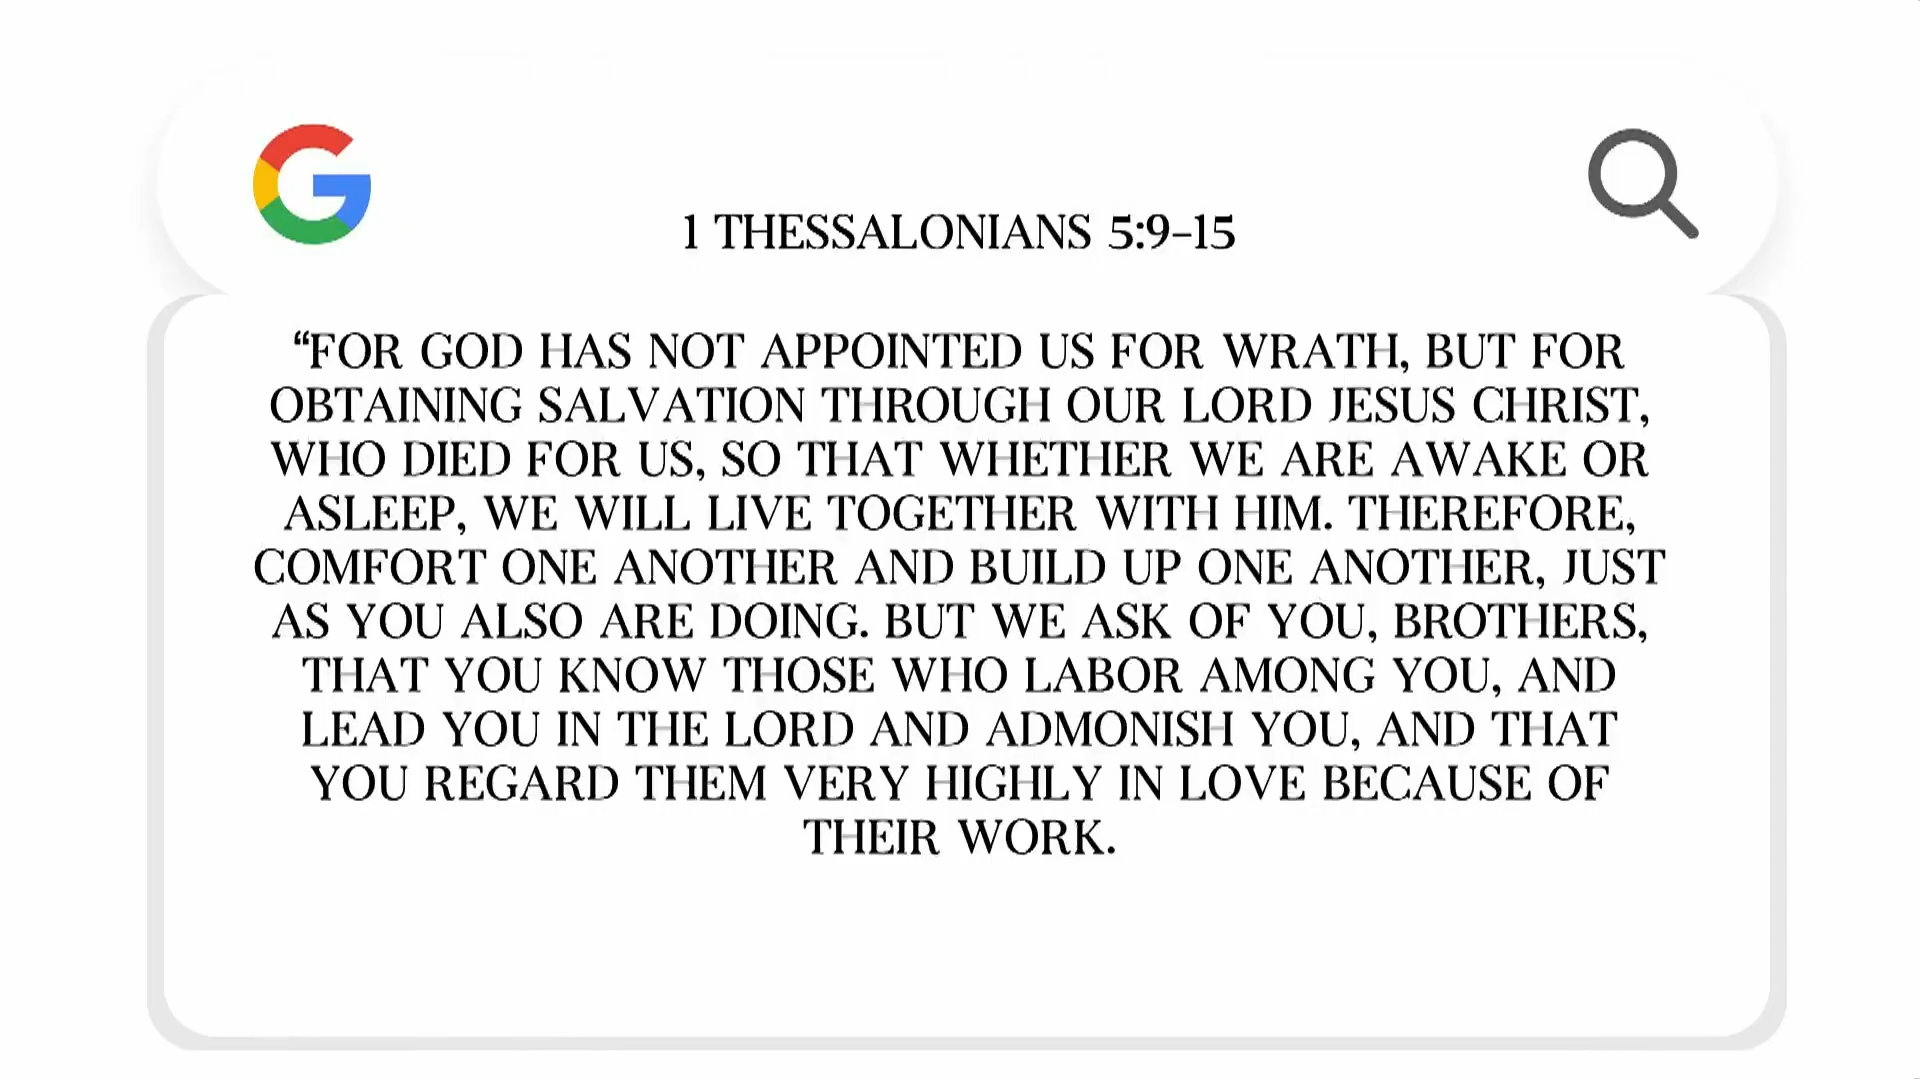 1 THESSALONIANS 5:9–15
“FOR GOD HAS NOT APPOINTED US FOR WRATH, BUT FOR
OBTAINING SALVATION THROUGH OUR LORD JESUS CHRIST,
WHO DIED FOR US, SO THAT WHETHER WE ARE AWAKE OR
ASLEEP, WE WILL LIVE TOGETHER WITH HIM. THEREFORE,
COMFORT ONE ANOTHER AND BUILD UP ONE ANOTHER, JUST
AS YOU ALSO ARE DOING. BUT WE ASK OF YOU, BROTHERS,
THAT YOU KNOW THOSE WHO LABOR AMONG YOU, AND
LEAD YOU IN THE LORD AND ADMONISH YOU, AND THAT
YOU REGARD THEM VERY HIGHLY IN LOVE BECAUSE OF
THEIR WORK.